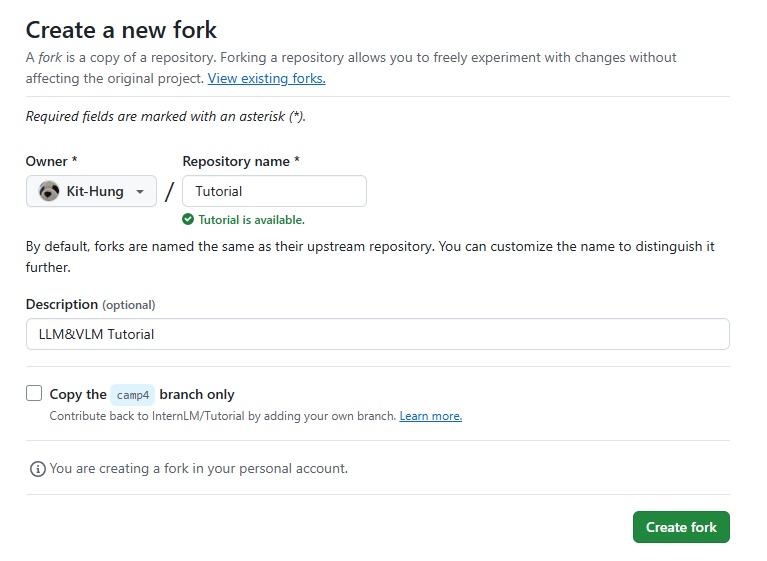 Create a new fork
A fork is a copy of a repository. Forking a repository allows you to freely experiment with changes without
affecting the original project. View existing forks.
Required fields are marked with an asterisk (*).
Owner *
Repository name *
Kit-Hung
/
Tutorial
Tutorial is available.
By default, forks are named the same as their upstream repository. You can customize the name to distinguish it
further.
Description (optional)
LLM&VLM Tutorial
Copy the camp4 branch only
Contribute back to InternLM/Tutorial by adding your own branch. Learn more.
You are creating a fork in your personal account.
Create fork